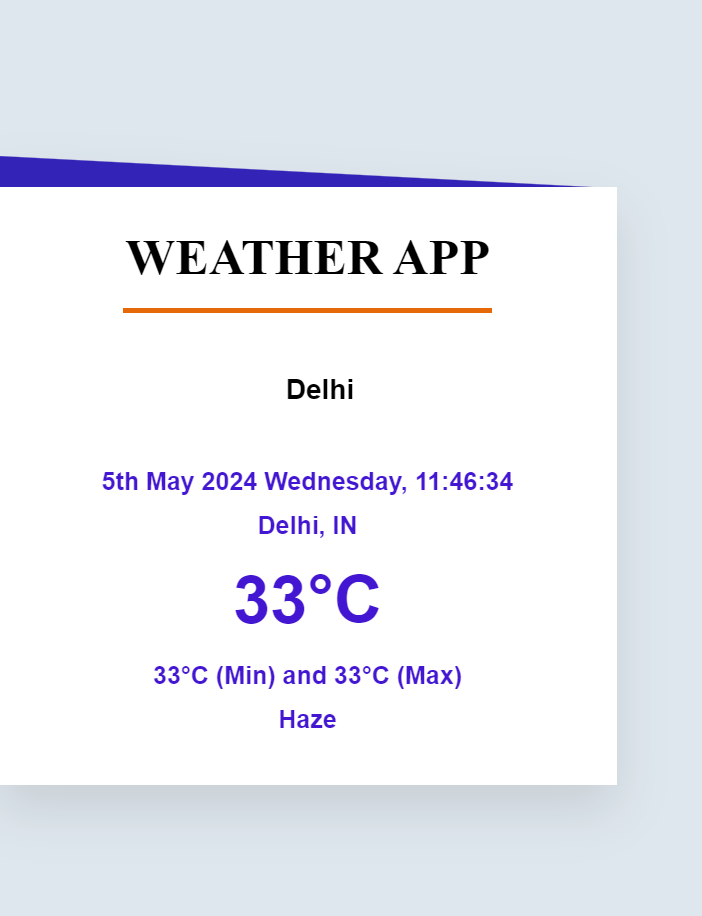 WEATHER APP
Delhi
5th May 2024 Wednesday, 11:46:34
Delhi, IN
33°C
33°C (Min) and 33°C (Max)
Haze